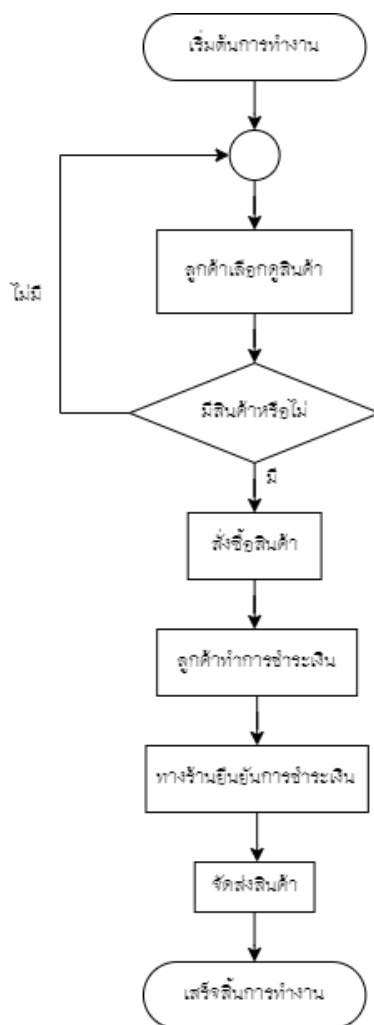 เริ่มต้นการทำงาน
ลูกค้าเลือกดูสินค้า
ไม่มี
มีสินค้าหรือไม่
มี
สั่งซื้อสินค้า
ลูกค้าทำการชำระเงิน
ทางร้านยืนยันการชำระเงิน
จัดส่งสินค้า
เสร็จสิ้นการทำงาน